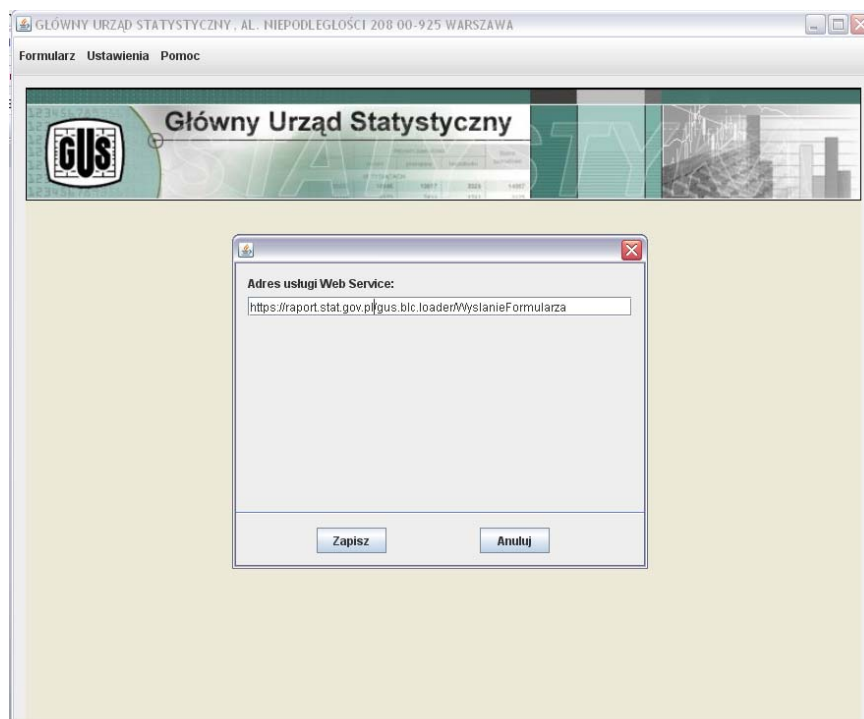 GŁÓWNY URZĄD STATYSTYCZNY , AL. NIEPODLEGŁOŚCI 208 00-925 WARSZAWA
Formularz Ustawienia Pomoc
GUS
Główny Urząd Statystyczny
STATYSTYC
Adres usługi Web Service:
https://raport.stat.gov.pl/gus.blc.loader/WyslanieFormularza
Zapisz Anuluj